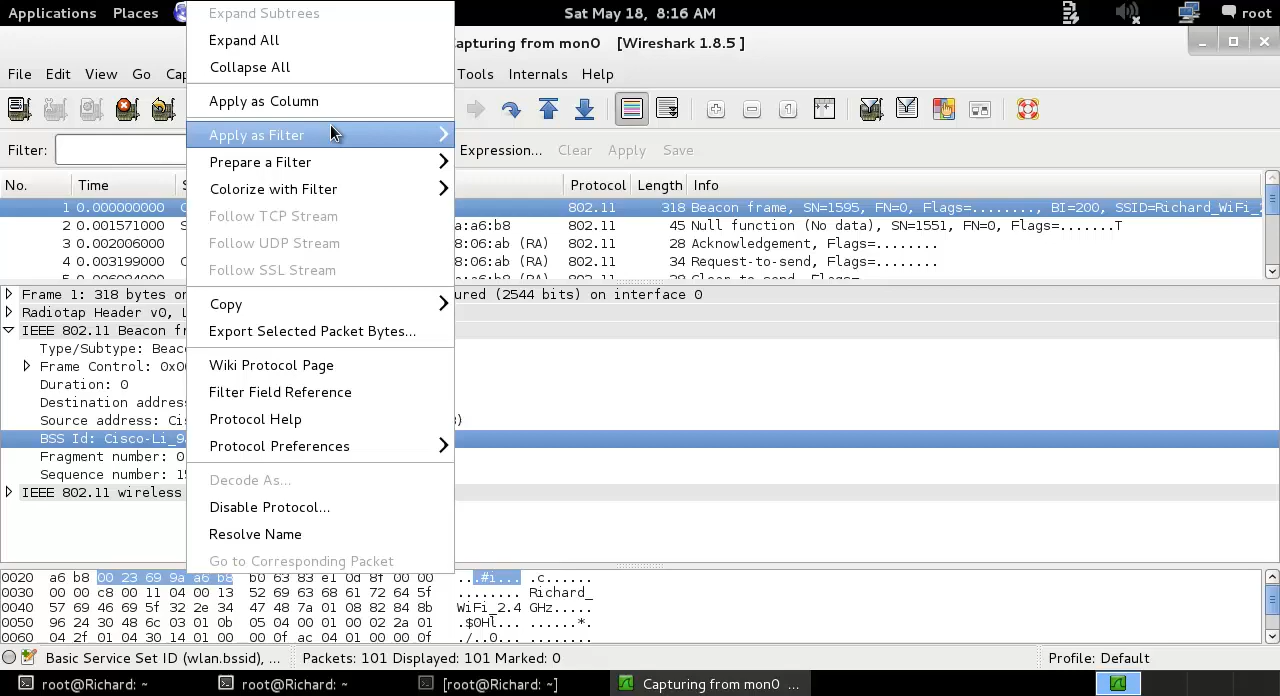 Applications Places Sat May 18, 8:16 AM root
Capturing from mon0 [Wireshark 1.8.5 ]
File Edit View Go Cap Tools Internals Help
Filter: Expression... Clear Apply Save
No. Time S Protocol Length Info
1 0.000000000 C 802.11 318 Beacon frame, SN=1595, FN=0, Flags=........, BI=200, SSID=Richard_WiFi_2
2 0.001571000 S a:a6:b8 802.11 45 Null function (No data), SN=1551, FN=0, Flags=.......T
3 0.002006000 8:06:ab (RA) 802.11 28 Acknowledgement, Flags=........
4 0.003199000 C 8:06:ab (RA) 802.11 34 Request-to-send, Flags=........
Expand Subtrees
Expand All
Collapse All
Apply as Column
Apply as Filter
Prepare a Filter
Colorize with Filter
Follow TCP Stream
Follow UDP Stream
Follow SSL Stream
Copy
Export Selected Packet Bytes...
Wiki Protocol Page
Filter Field Reference
Protocol Help
Protocol Preferences
Decode As...
Disable Protocol...
Resolve Name
Go to Corresponding Packet
Frame 1: 318 bytes on ured (2544 bits) on interface 0
Radiotap Header v0, L
IEEE 802.11 Beacon fr
Type/Subtype: Beac
Frame Control: 0x00
Duration: 0
Destination address
Source address: Cis )
BSS Id: Cisco-Li_9
Fragment number: 0
Sequence number: 15
IEEE 802.11 wireless
0020 a6 b8 00 23 69 9a a6 b8 b0 63 83 e1 0d 8f 00 00 ...#i... .c......
0030 00 00 c8 00 11 04 00 13 52 69 63 68 61 72 64 5f ........ Richard_
0040 57 69 46 69 5f 32 2e 34 47 48 7a 01 08 82 84 8b WiFi_2.4 GHz.....
0050 96 24 30 48 6c 03 01 0b 05 04 00 01 00 02 2a 01 .$0Hl... ......*.
0060 04 2f 01 04 30 14 01 00 00 0f ac 04 01 00 00 0f ./..0... ........
Basic Service Set ID (wlan.bssid), ... Packets: 101 Displayed: 101 Marked: 0 Profile: Default
root@Richard: ~ root@Richard: ~ [root@Richard: ~] Capturing from mon0 ...